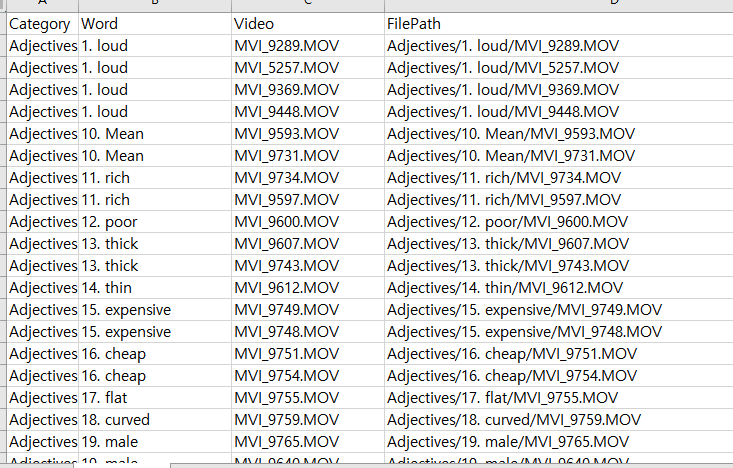 A B C D
Category Word Video FilePath
Adjectives 1. loud MVI_9289.MOV Adjectives/1. loud/MVI_9289.MOV
Adjectives 1. loud MVI_5257.MOV Adjectives/1. loud/MVI_5257.MOV
Adjectives 1. loud MVI_9369.MOV Adjectives/1. loud/MVI_9369.MOV
Adjectives 1. loud MVI_9448.MOV Adjectives/1. loud/MVI_9448.MOV
Adjectives 10. Mean MVI_9593.MOV Adjectives/10. Mean/MVI_9593.MOV
Adjectives 10. Mean MVI_9731.MOV Adjectives/10. Mean/MVI_9731.MOV
Adjectives 11. rich MVI_9734.MOV Adjectives/11. rich/MVI_9734.MOV
Adjectives 11. rich MVI_9597.MOV Adjectives/11. rich/MVI_9597.MOV
Adjectives 12. poor MVI_9600.MOV Adjectives/12. poor/MVI_9600.MOV
Adjectives 13. thick MVI_9607.MOV Adjectives/13. thick/MVI_9607.MOV
Adjectives 13. thick MVI_9743.MOV Adjectives/13. thick/MVI_9743.MOV
Adjectives 14. thin MVI_9612.MOV Adjectives/14. thin/MVI_9612.MOV
Adjectives 15. expensive MVI_9749.MOV Adjectives/15. expensive/MVI_9749.MOV
Adjectives 15. expensive MVI_9748.MOV Adjectives/15. expensive/MVI_9748.MOV
Adjectives 16. cheap MVI_9751.MOV Adjectives/16. cheap/MVI_9751.MOV
Adjectives 16. cheap MVI_9754.MOV Adjectives/16. cheap/MVI_9754.MOV
Adjectives 17. flat MVI_9755.MOV Adjectives/17. flat/MVI_9755.MOV
Adjectives 18. curved MVI_9759.MOV Adjectives/18. curved/MVI_9759.MOV
Adjectives 19. male MVI_9765.MOV Adjectives/19. male/MVI_9765.MOV
Adjectives 19. male